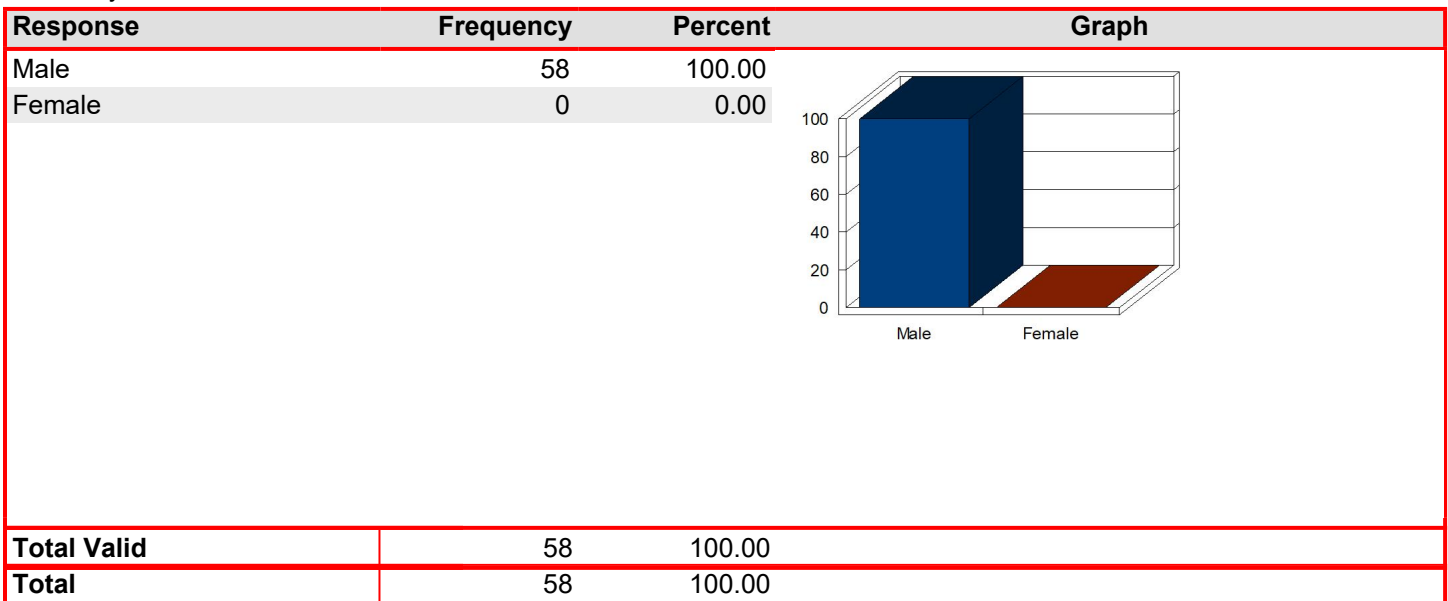 Response Frequency Percent Graph
Male 58 100.00
Female 0 0.00
100
80
60
40
20
0
Male Female
Total Valid 58 100.00
Total 58 100.00